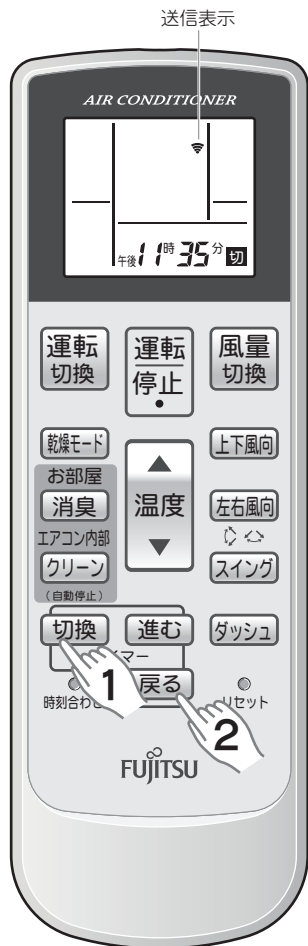 送信表示
AIR CONDITIONER
午後11時35分 切
運転切換
運転停止
風量切換
乾燥モード
上下風向
お部屋
消臭
温度
左右風向
エアコン内部
クリーン
スイング
(自動停止)
切換
進む
ダッシュ
マー
1
戻る
時刻合わ
リセット
2
FUJITSU